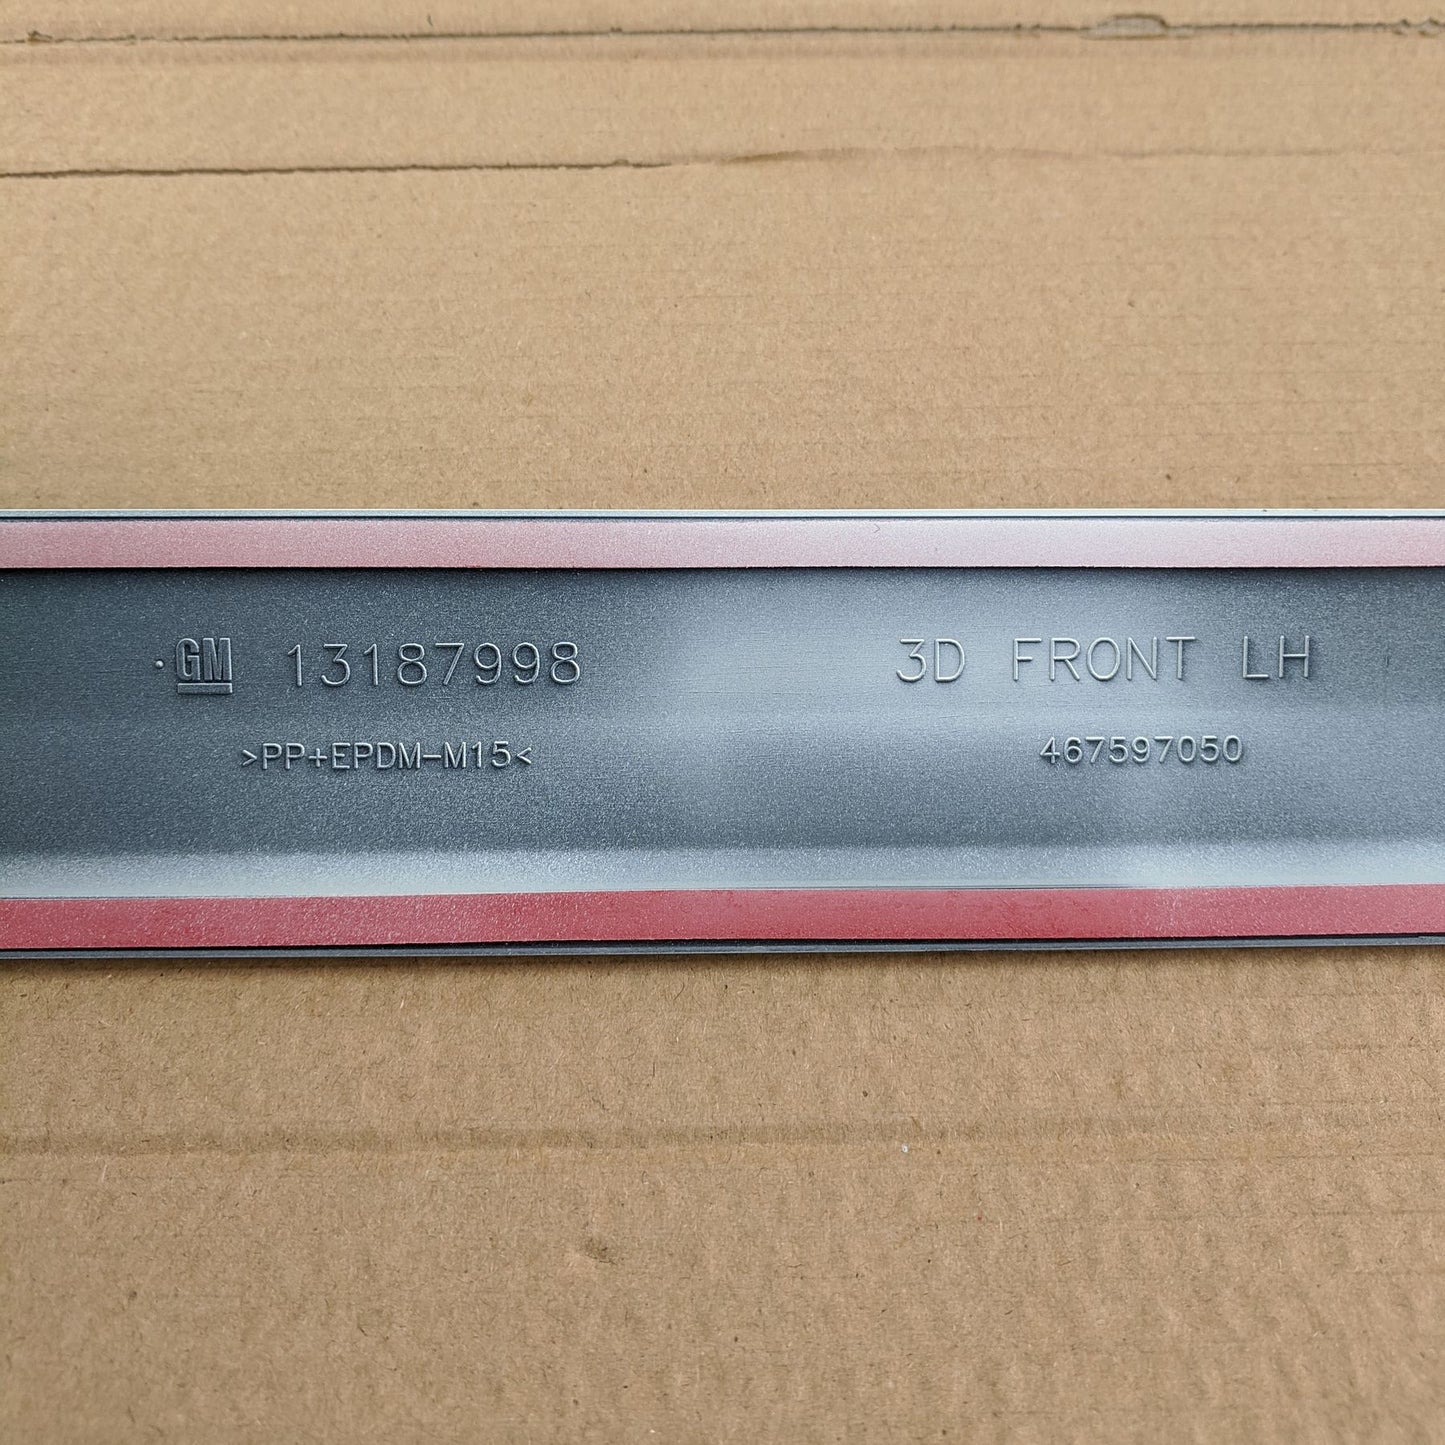 GM 13187998
3D FRONT LH
>PP+EPDM-M15<
467597050